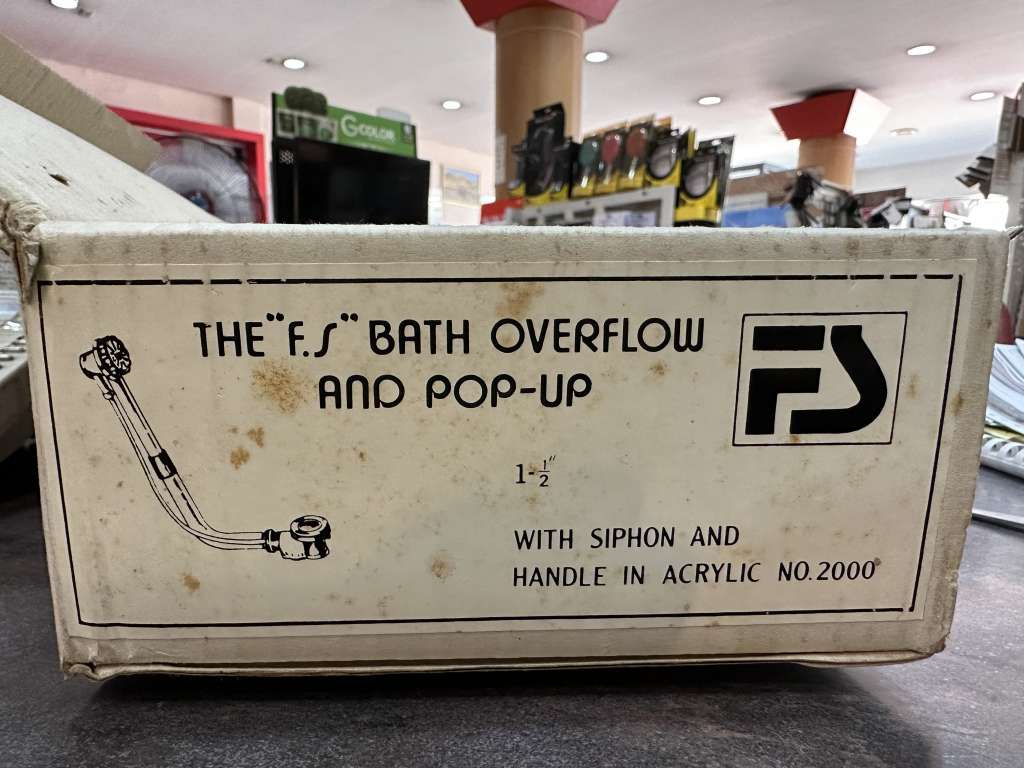 GCOLOR
THE "F.S" BATH OVERFLOW
AND POP-UP
FS
1-1/2"
WITH SIPHON AND
HANDLE IN ACRYLIC NO.2000